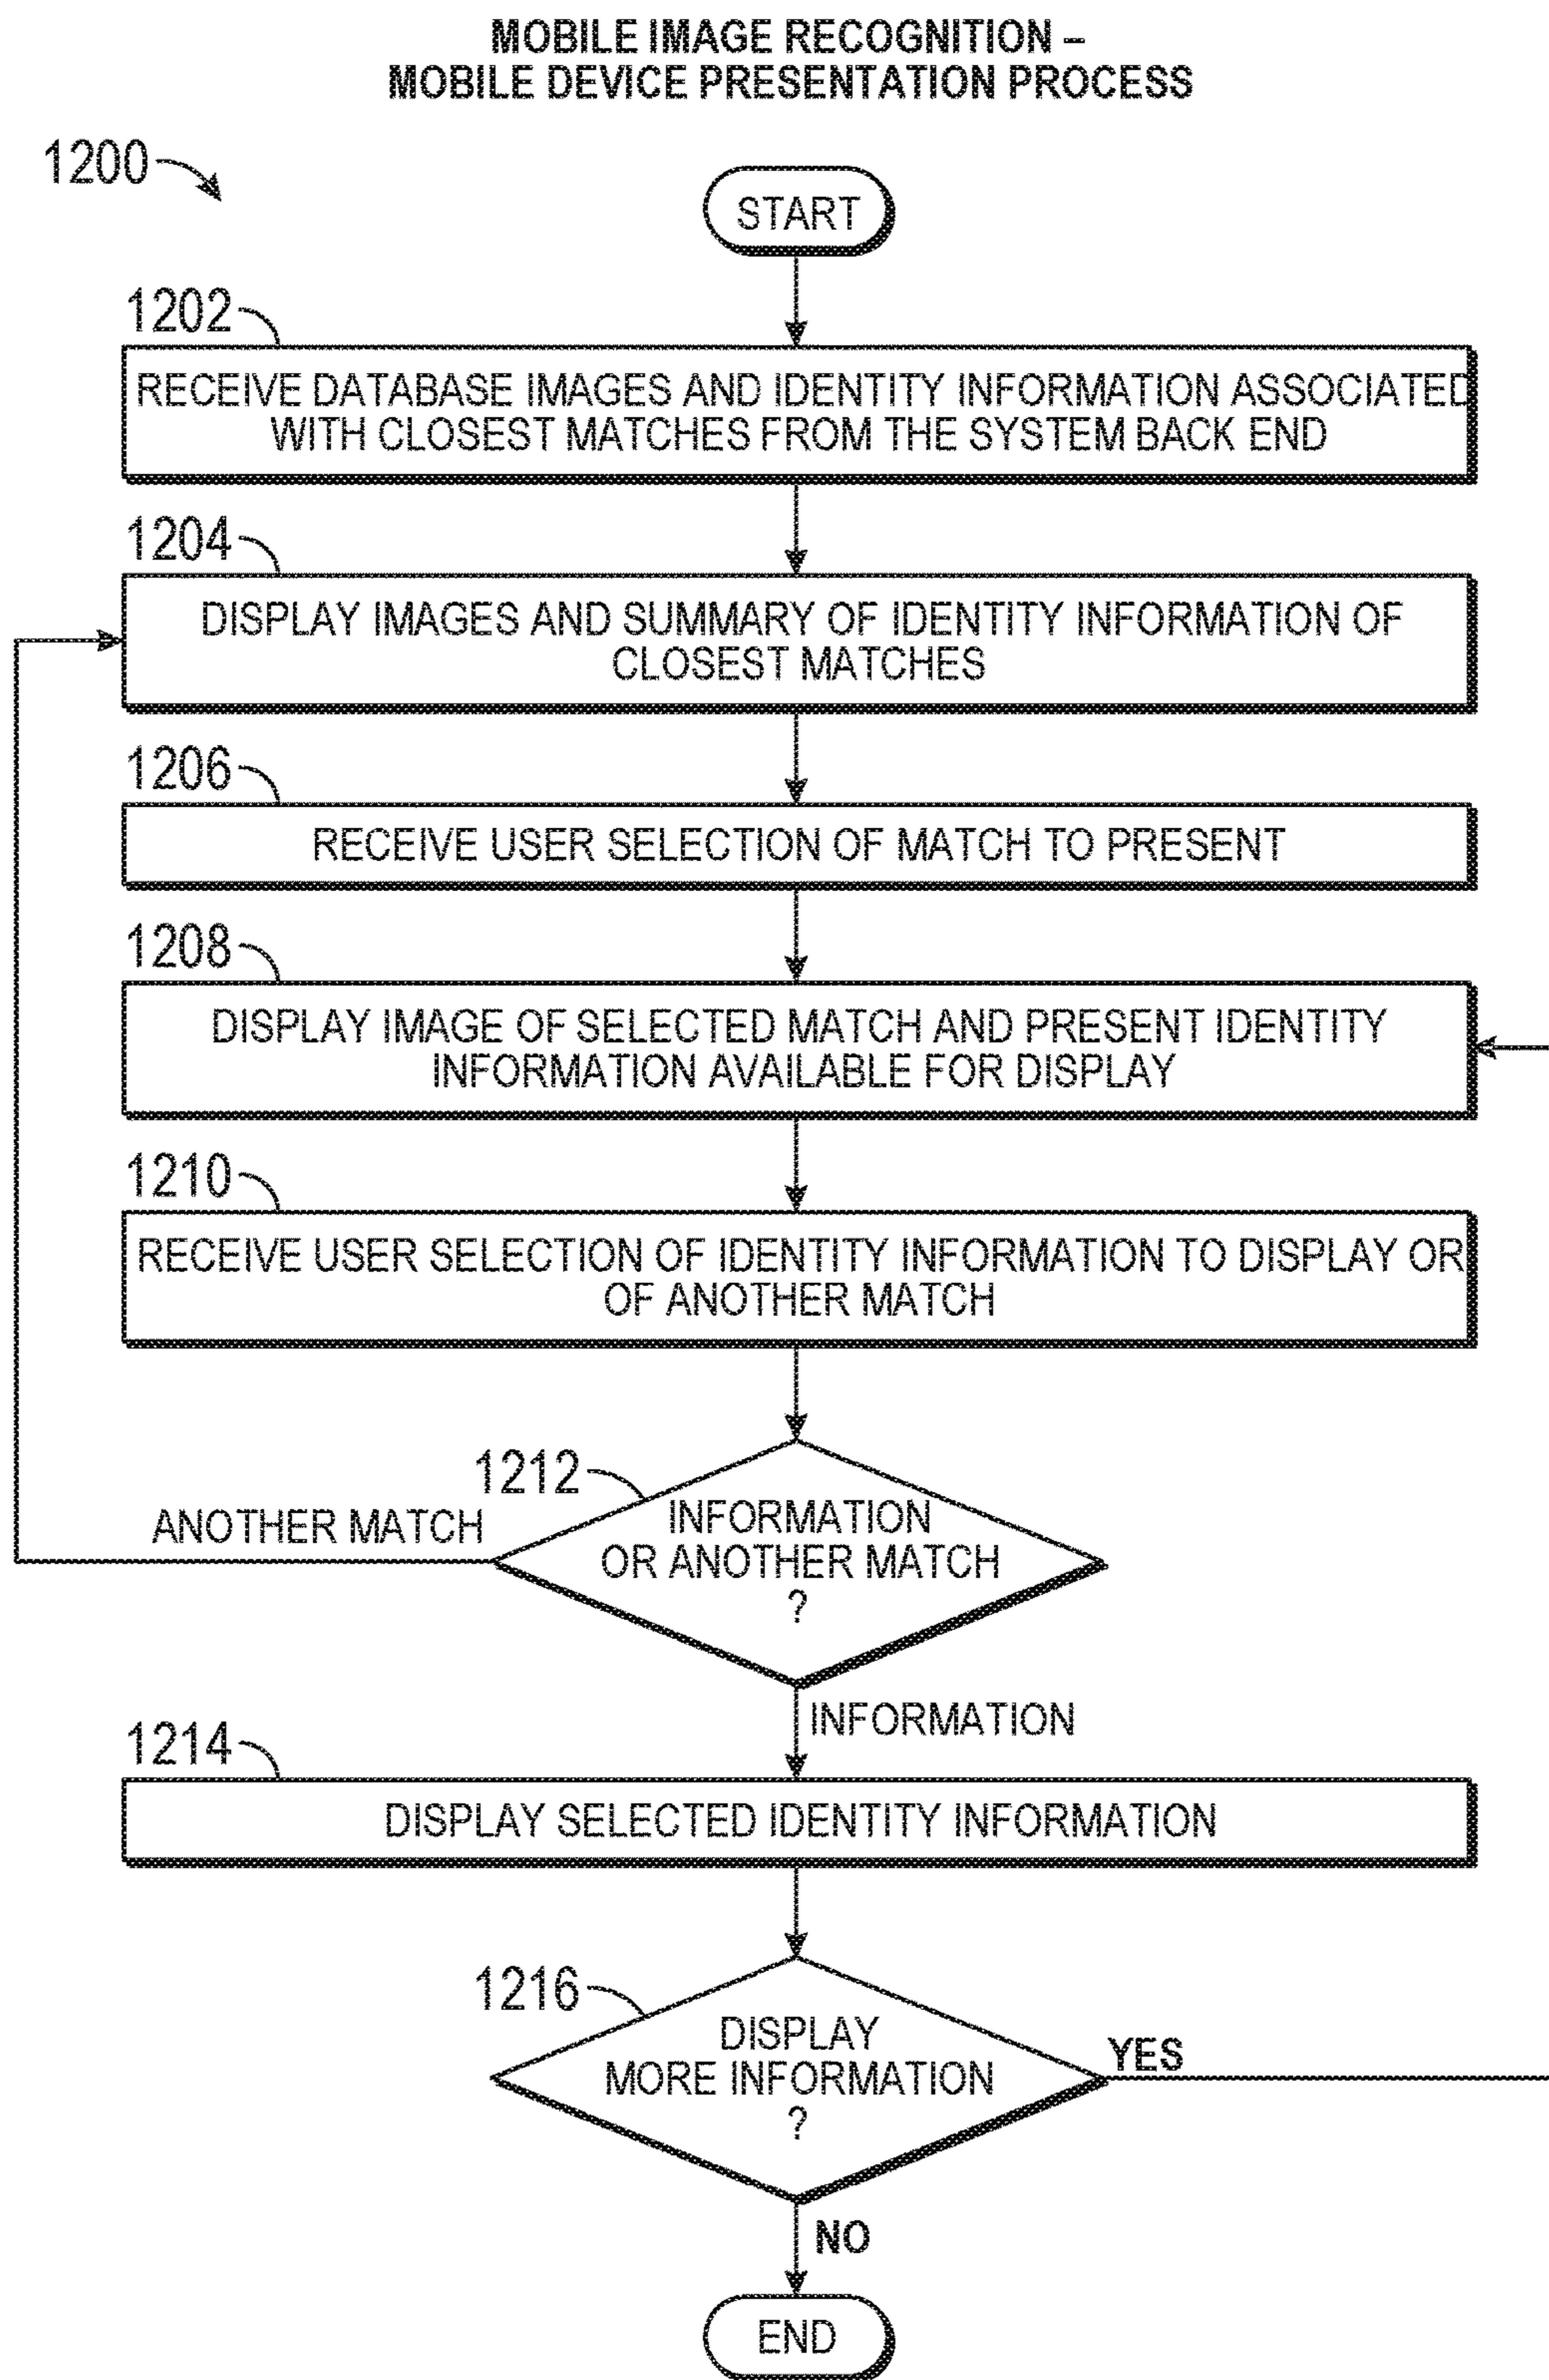 MOBILE IMAGE RECOGNITION –
MOBILE DEVICE PRESENTATION PROCESS
1200
START
1202
RECEIVE DATABASE IMAGES AND IDENTITY INFORMATION ASSOCIATED
WITH CLOSEST MATCHES FROM THE SYSTEM BACK END
1204
DISPLAY IMAGES AND SUMMARY OF IDENTITY INFORMATION OF
CLOSEST MATCHES
1206
RECEIVE USER SELECTION OF MATCH TO PRESENT
1208
DISPLAY IMAGE OF SELECTED MATCH AND PRESENT IDENTITY
INFORMATION AVAILABLE FOR DISPLAY
1210
RECEIVE USER SELECTION OF IDENTITY INFORMATION TO DISPLAY OR
OF ANOTHER MATCH
1212
INFORMATION
OR ANOTHER MATCH
?
ANOTHER MATCH
INFORMATION
1214
DISPLAY SELECTED IDENTITY INFORMATION
1216
DISPLAY
MORE INFORMATION
?
YES
NO
END